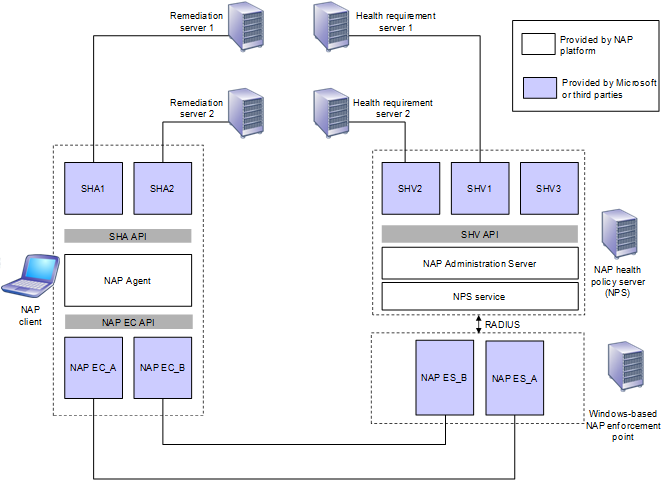 Remediation
server 1
Health requirement
server 1
Provided by NAP
platform
Provided by Microsoft
or third parties
Remediation
server 2
Health requirement
server 2
SHA1
SHA2
SHV2
SHV1
SHV3
SHA API
SHV API
NAP Agent
NAP Administration Server
NPS service
NAP health
policy server
(NPS)
NAP
client
NAP EC API
RADIUS
NAP EC_A
NAP EC_B
NAP ES_B
NAP ES_A
Windows-based
NAP enforcement
point